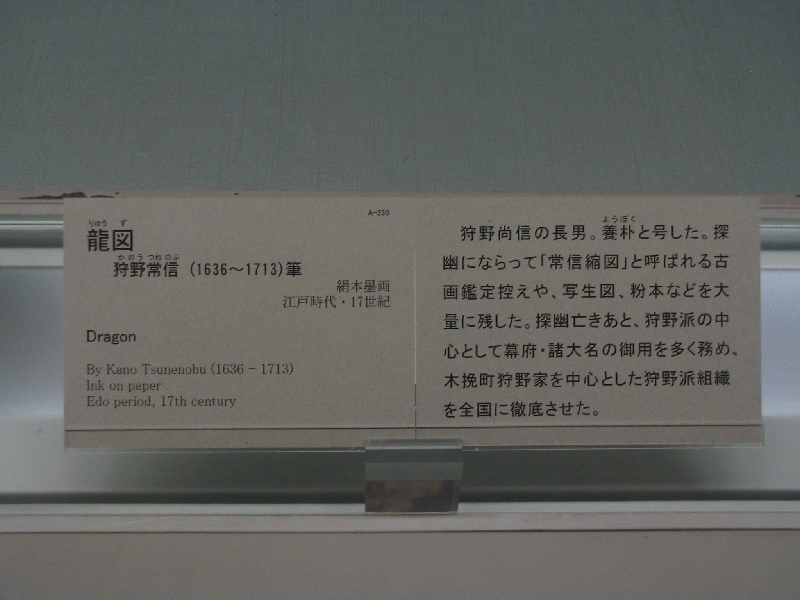 A-230
りゅう ず
龍図
かのう つねのぶ
狩野常信 (1636～1713)筆
絹本墨画
江戸時代・17世紀
Dragon
By Kano Tsunenobu (1636 - 1713)
Ink on paper
Edo period, 17th century
ようぼく
狩野尚信の長男。養朴と号した。探
幽にならって「常信縮図」と呼ばれる古
画鑑定控えや、写生図、粉本などを大
量に残した。探幽亡きあと、狩野派の中
心として幕府・諸大名の御用を多く務め、
木挽町狩野家を中心とした狩野派組織
を全国に徹底させた。